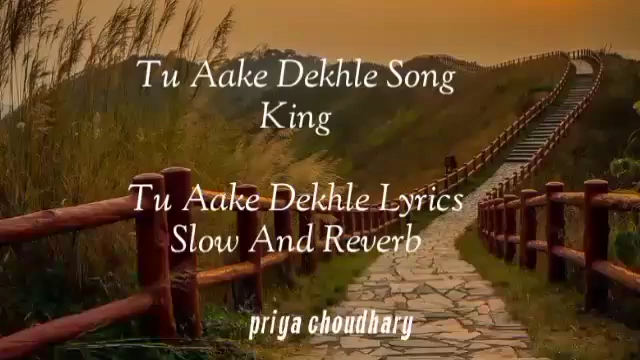 Tu Aake Dekhle Song
King
Tu Aake Dekhle Lyrics
Slow And Reverb
priya choudhary